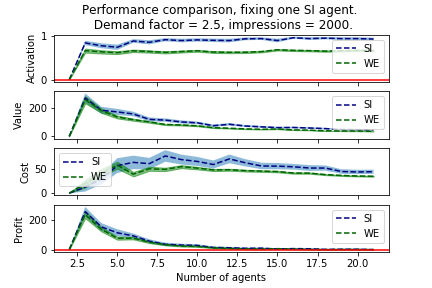 Performance comparison, fixing one SI agent.
Demand factor = 2.5, impressions = 2000.
Activation
1
0
SI
WE
Value
200
0
SI
WE
Cost
50
0
SI
WE
Profit
200
0
SI
WE
2.5 5.0 7.5 10.0 12.5 15.0 17.5 20.0
Number of agents